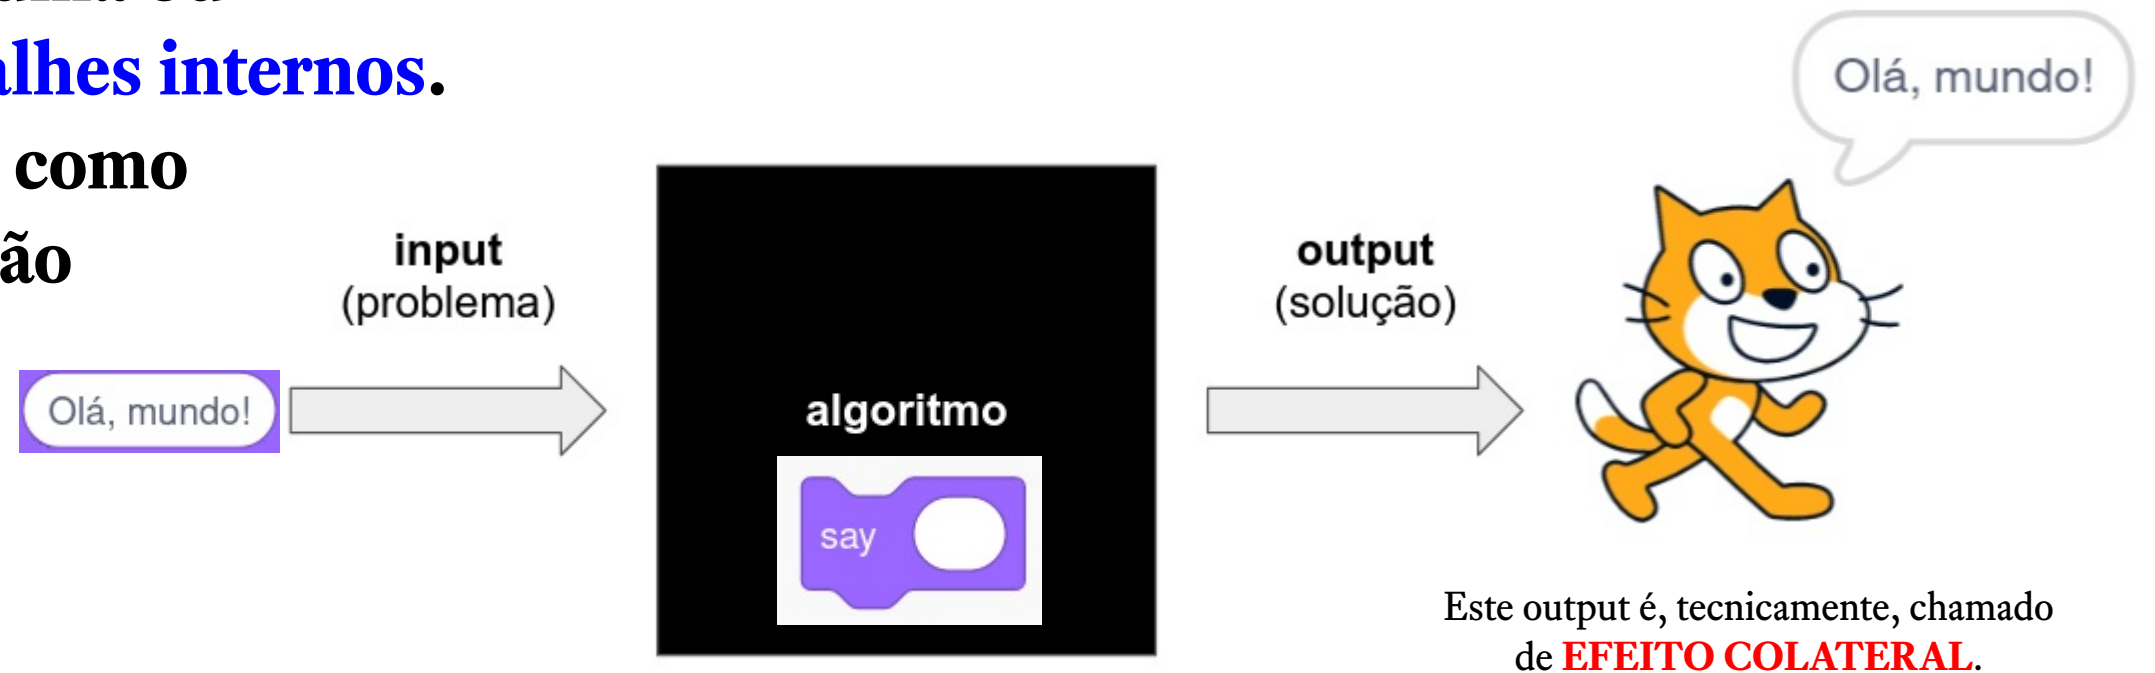 alhes internos.
como
ão
input
(problema)
Olá, mundo!
algoritmo
say
output
(solução)
Olá, mundo!
Este output é, tecnicamente, chamado
de EFEITO COLATERAL.